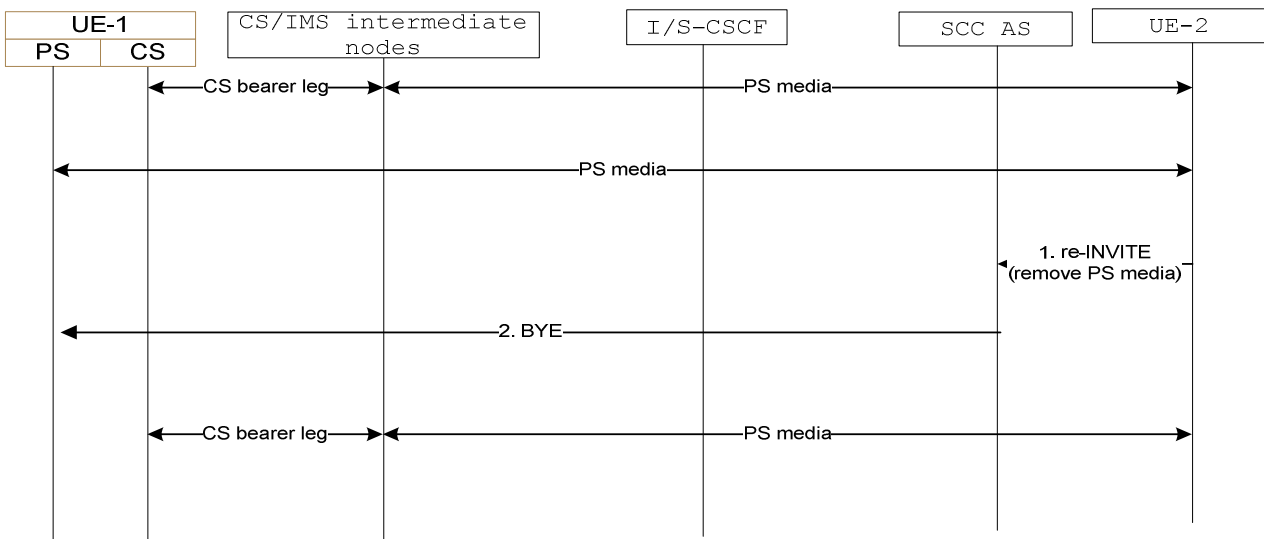 UE-1
PS
CS
CS/IMS intermediate
nodes
I/S-CSCF
SCC AS
UE-2
CS bearer leg
PS media
PS media
1. re-INVITE
(remove PS media)
2. BYE
CS bearer leg
PS media